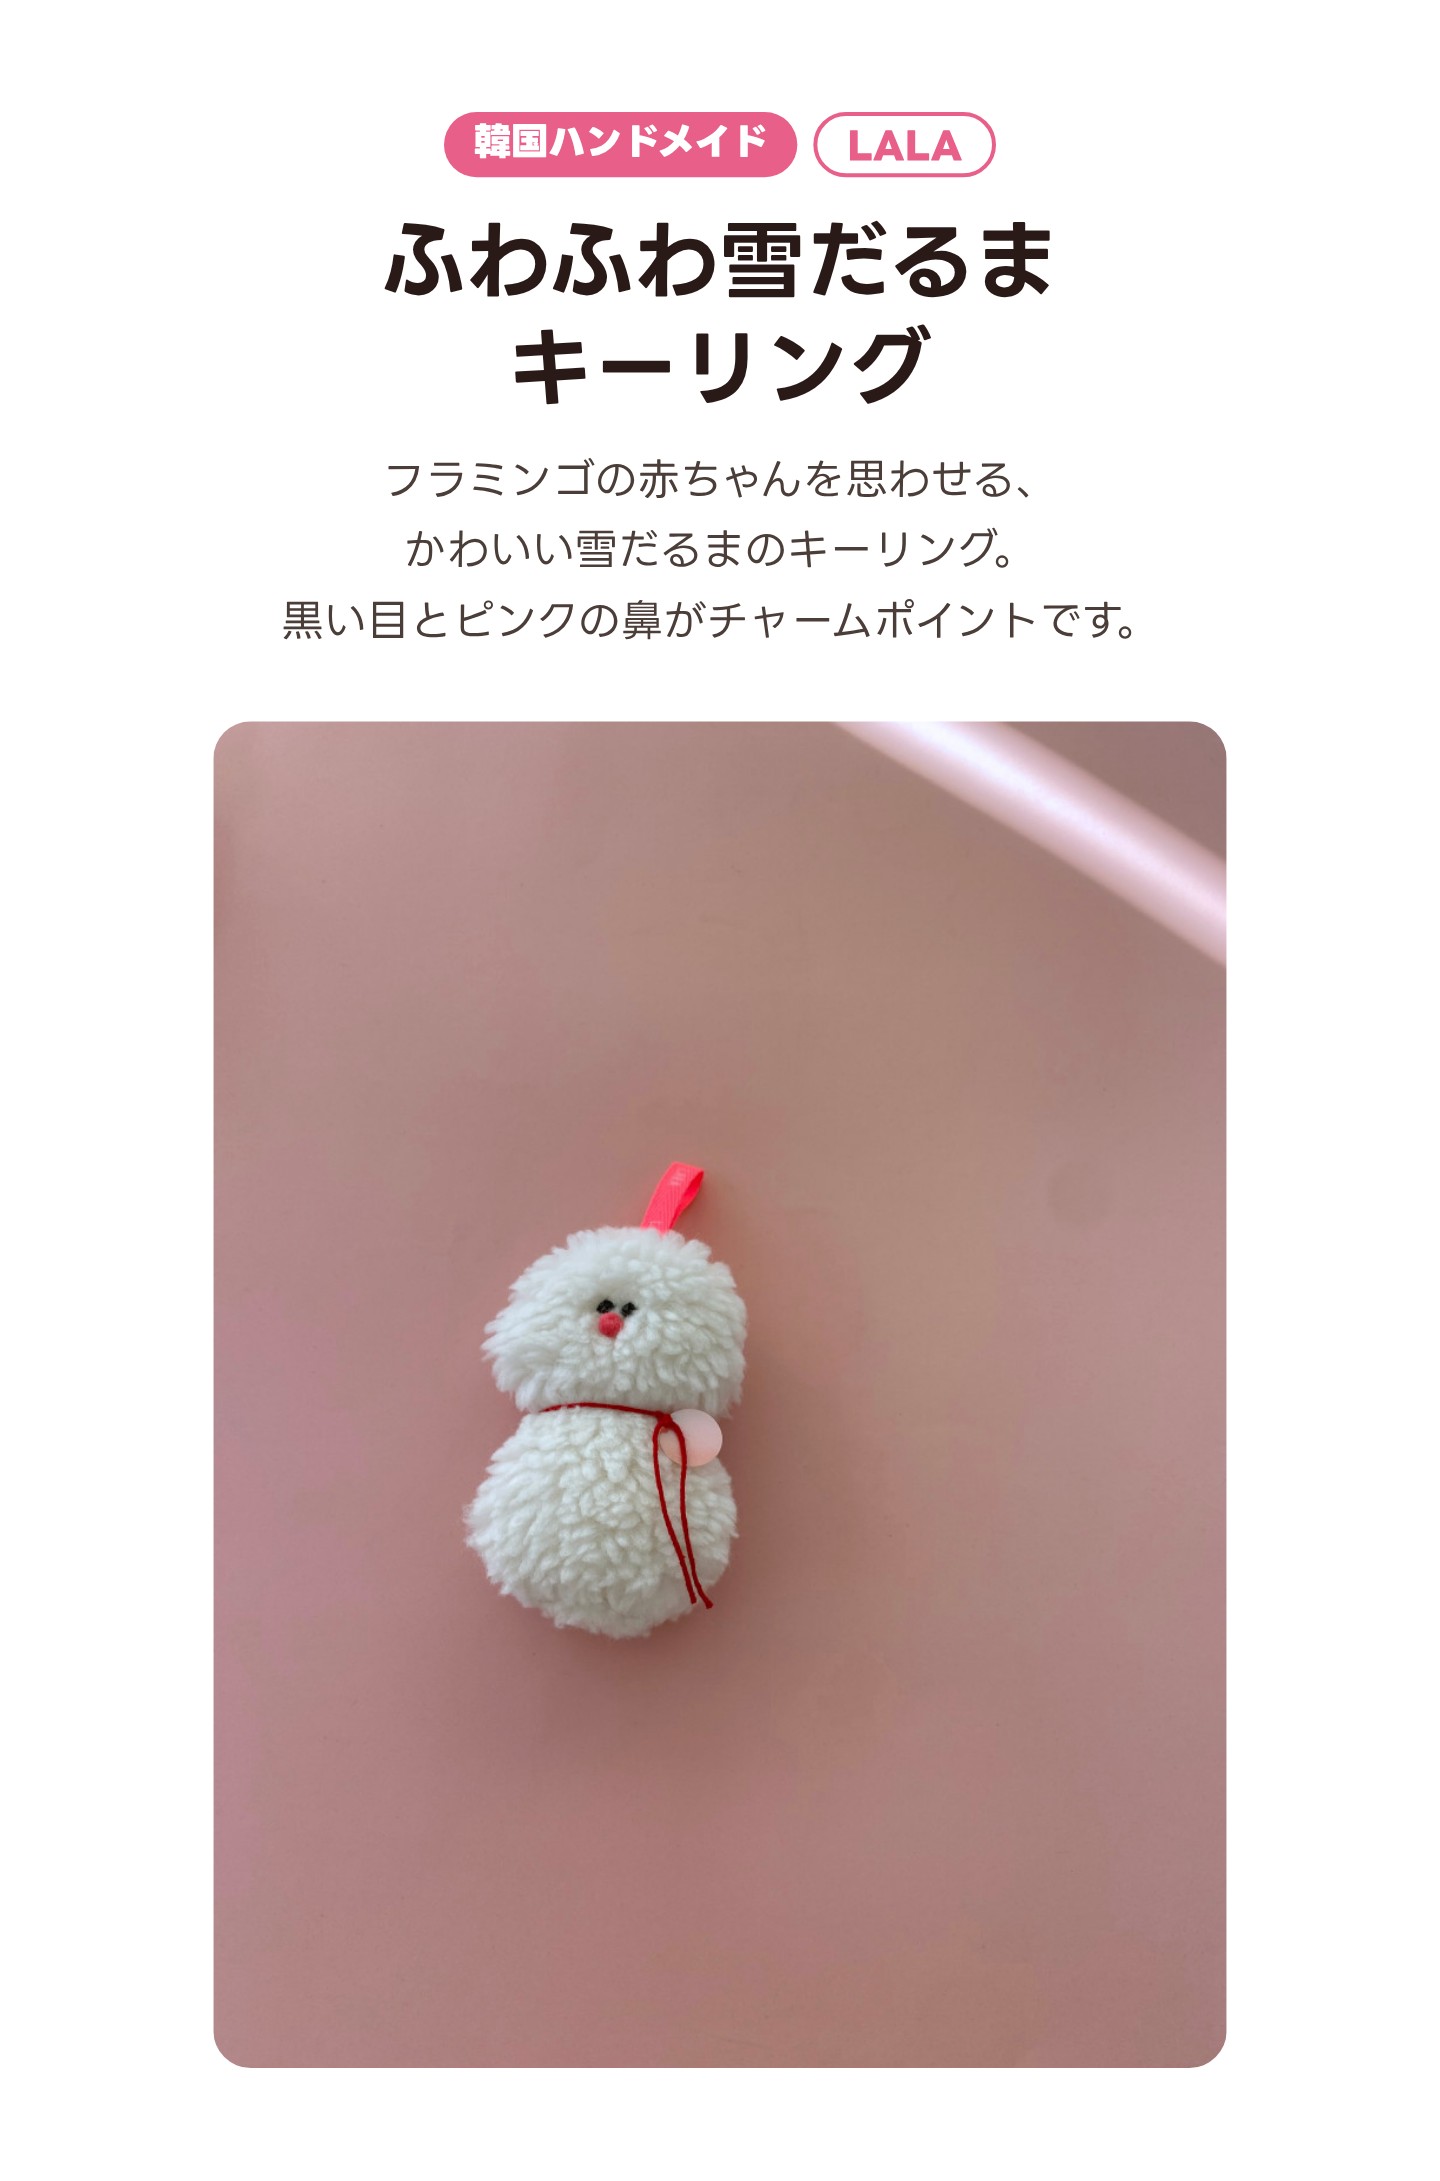 韓国ハンドメイド LALA
ふわふわ雪だるま
キーリング
フラミンゴの赤ちゃんを思わせる、
かわいい雪だるまのキーリング。
黒い目とピンクの鼻がチャームポイントです。